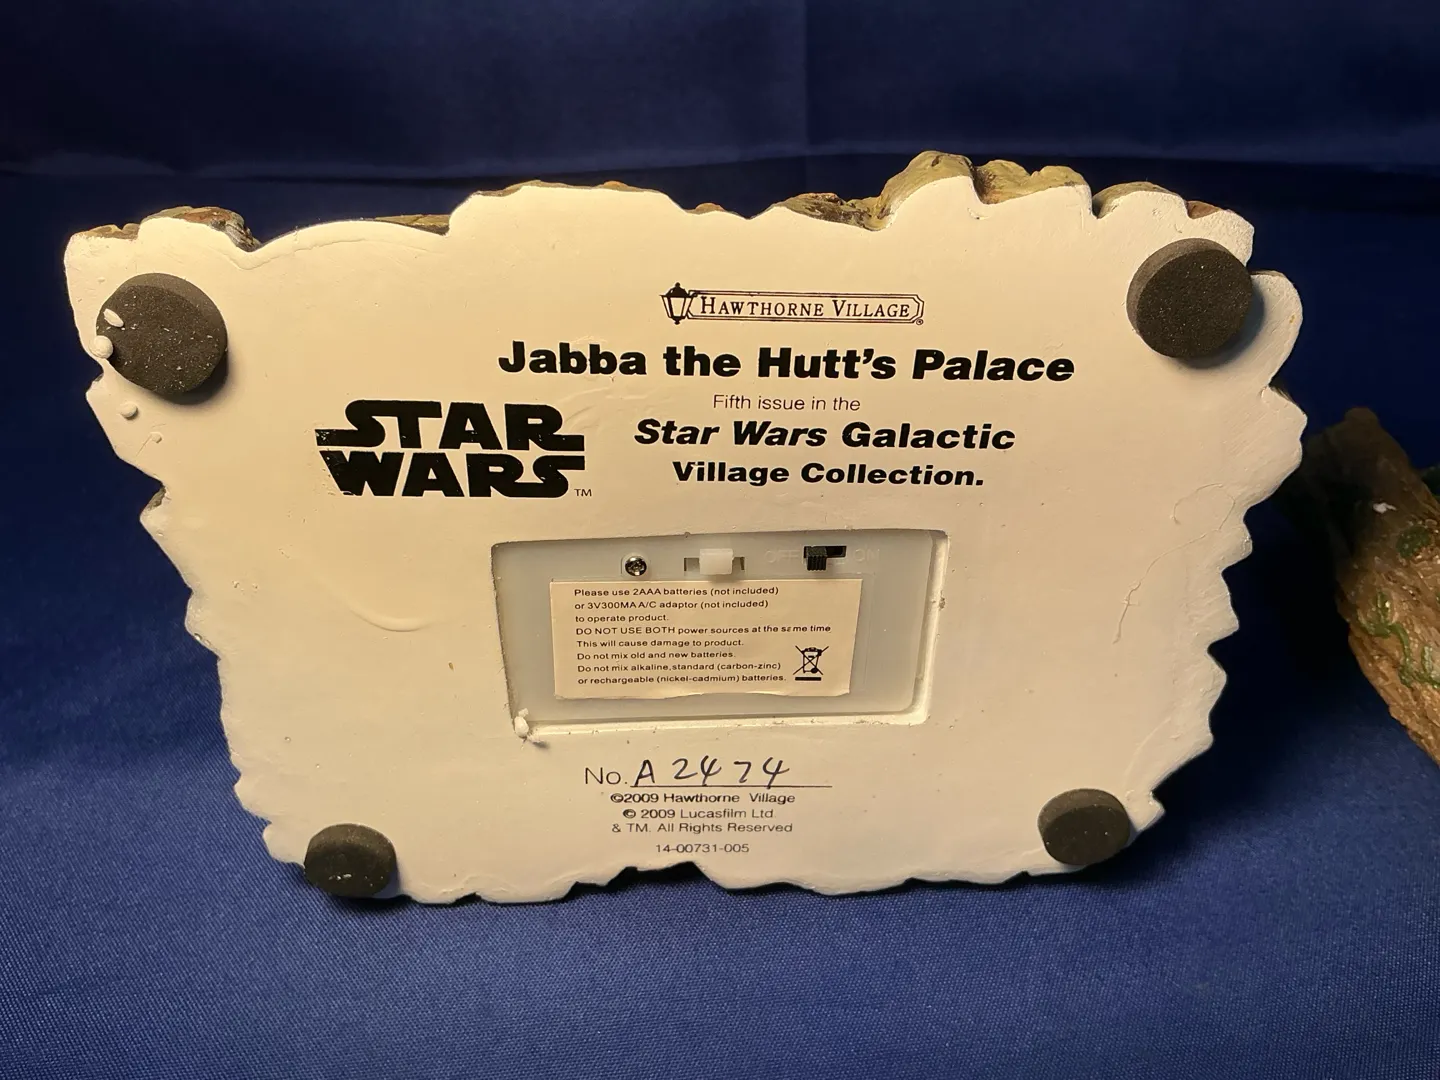 HAWTHORNE VILLAGE
Jabba the Hutt's Palace
Fifth issue in the
STAR
WARS
TM
Star Wars Galactic
Village Collection.
OFF ON
Please use 2AAA batteries (not included)
or 3V300MAA/C adaptor (not included)
to operate product.
DO NOT USE BOTH power sources at the same time
This will cause damage to product.
Do not mix old and new batteries.
Do not mix alkaline,standard (carbon-zinc)
or rechargeable (nickel-cadmium) batteries.
No. A 2474
©2009 Hawthorne Village
© 2009 Lucasfilm Ltd.
& TM. All Rights Reserved
14-00731-005